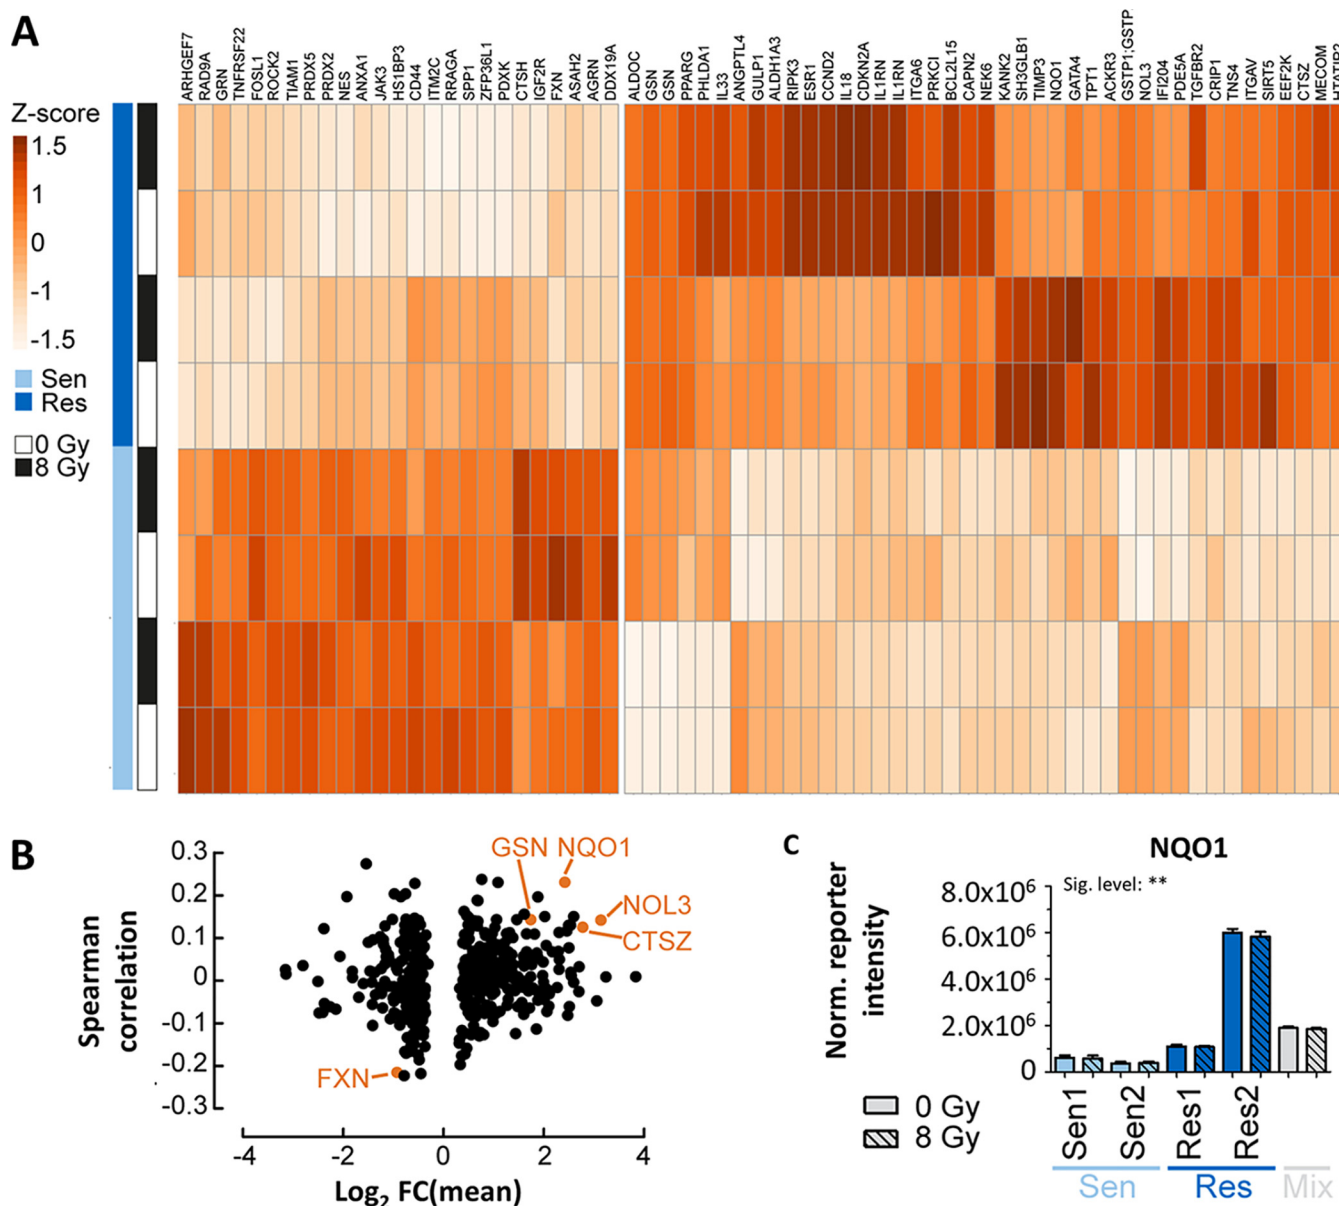 A
ARHGEF7
RAD9A
GRN
TNFRSF22
FOSL1
ROCK2
TIAM1
PRDX5
PRDX2
NES
ANXA1
JAK3
HS1BP3
CD44
ITM2C
RRAGA
SPP1
ZFP36L1
PDXK
CTSH
IGF2R
FXN
ASAH2
AGRN
DDX19A
ALDOC
GSN
GSN
PPARG
PHLDA1
IL33
ANGPTL4
GULP1
ALDH1A3
RIPK3
ESR1
CCND2
IL18
CDKN2A
IL1RN
IL1RN
ITGA6
PRKCI
BCL2L15
CAPN2
NEK6
KANK2
SH3GLB1
TIMP3
NQO1
GATA4
TPT1
ACKR3
GSTP1;GSTP
NOL3
IFI204
PDE5A
TGFBR2
CRIP1
TNS4
ITGAV
SIRT5
EEF2K
CTSZ
MECOM
Z-score
1.5
1
0
-1
-1.5
Sen
Res
0 Gy
8 Gy
B
0.3
0.2
0.1
0
-0.1
-0.2
-0.3
Spearman
correlation
GSN NQO1
NOL3
CTSZ
FXN
-4 -2 0 2 4
Log₂ FC(mean)
C
NQO1
Sig. level: **
Norm. reporter
intensity
8.0x10⁶
6.0x10⁶
4.0x10⁶
2.0x10⁶
0
0 Gy
8 Gy
Sen1
Sen2
Res1
Res2
Sen Res Mix